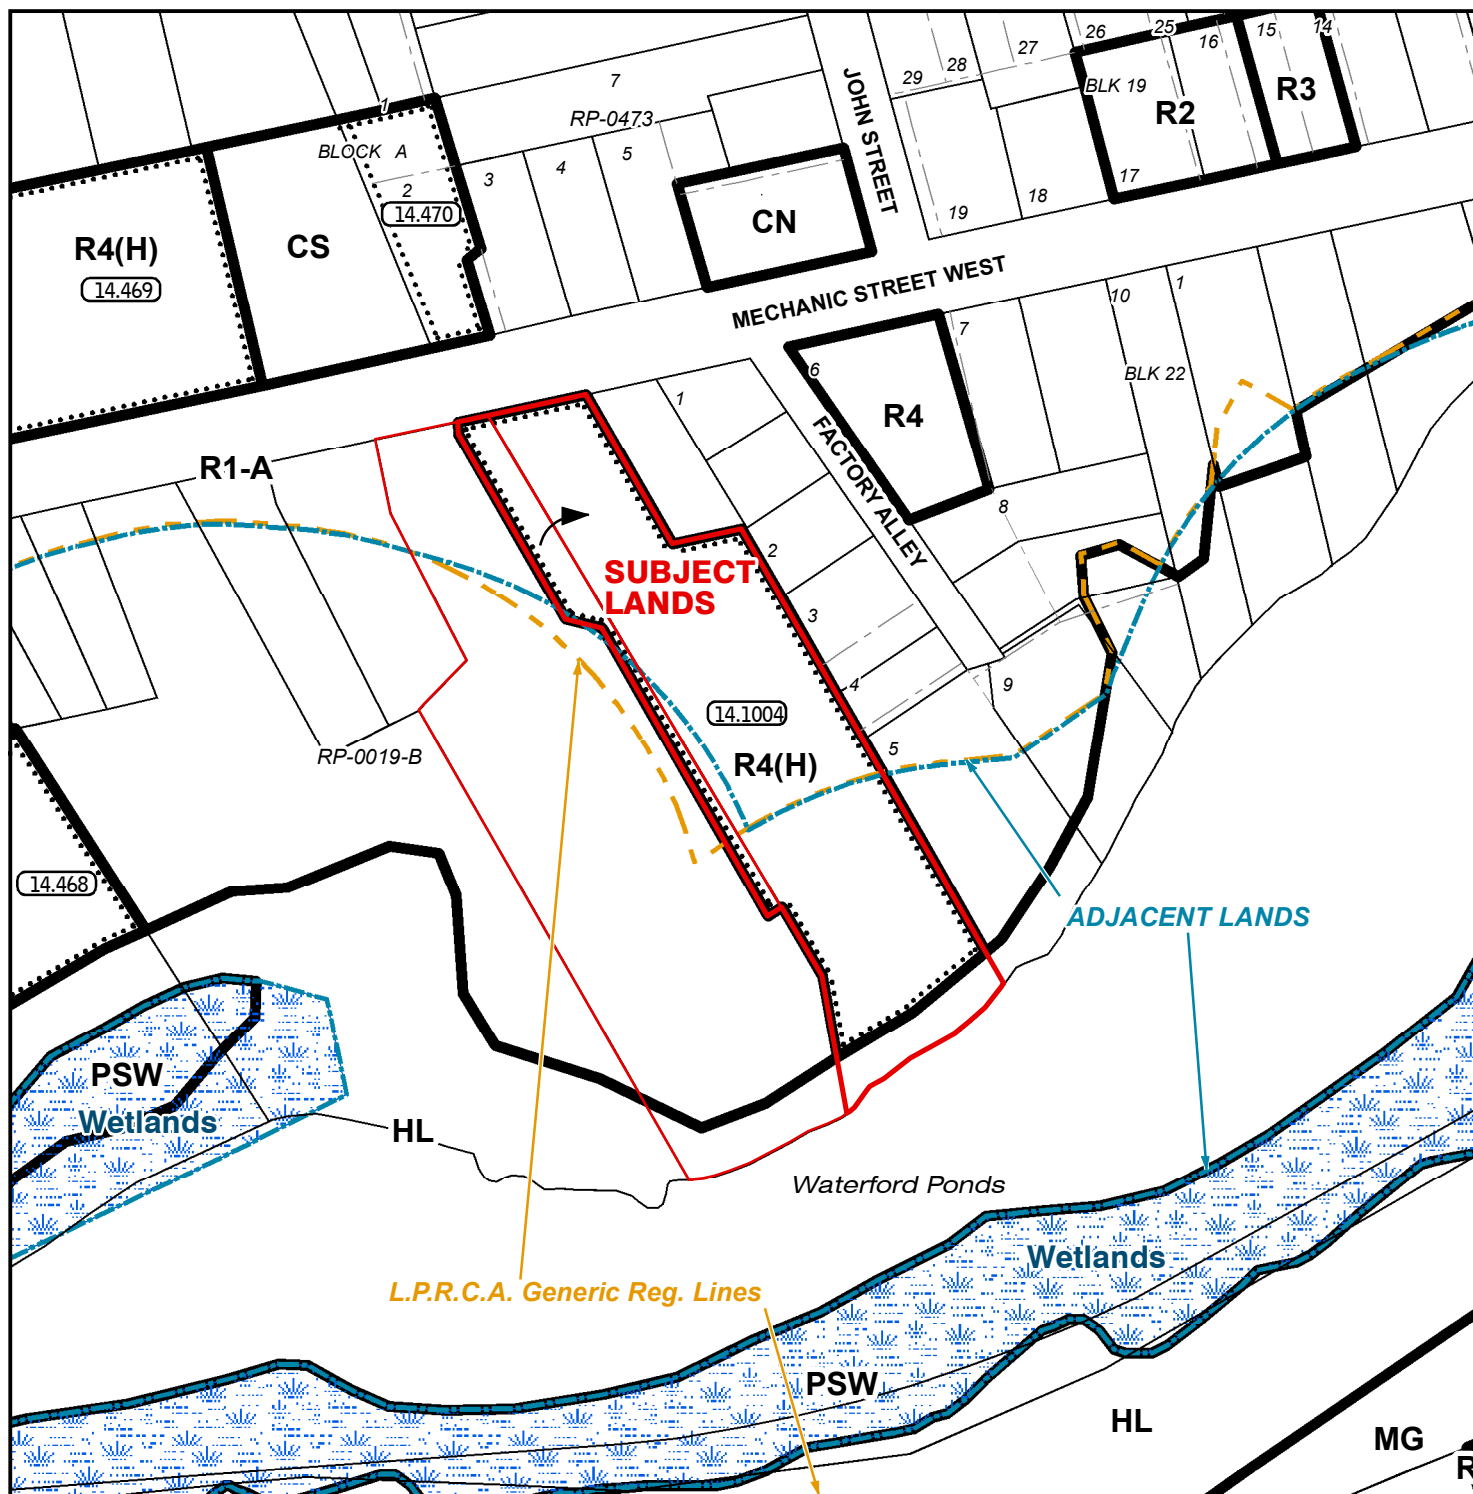 26
25
16
15
14
27
28
29
7
1
RP-0473
JOHN STREET
BLK 19
R2
R3
BLOCK A
2
3
4
5
14.470
17
18
19
R4(H)
14.469
CS
CN
MECHANIC STREET WEST
10
1
7
6
BLK 22
1
R4
FACTORY ALLEY
R1-A
8
SUBJECT
LANDS
2
3
4
9
5
14.1004
R4(H)
RP-0019-B
14.468
ADJACENT LANDS
PSW
Wetlands
HL
Waterford Ponds
Wetlands
L.P.R.C.A. Generic Reg. Lines
PSW
HL
MG
R